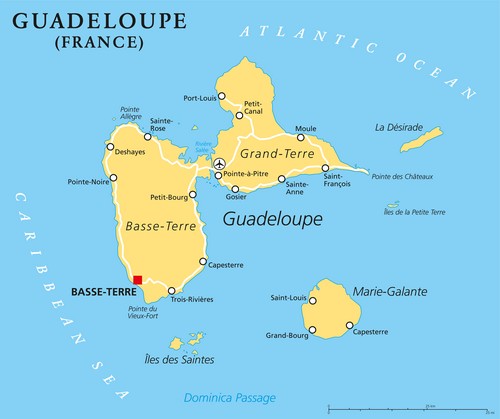 GUADELOUPE
(FRANCE)
ATLANTIC OCEAN
Port-Louis
Petit-
Canal
Pointe
Allègre
Sainte-
Rose
Rivière
Salée
Moule
La Désirade
Deshayes
Grand-Terre
Pointe-Noire
Pointe-à-Pitre
Saint-
François
Pointe des Châteaux
Petit-Bourg
Gosier
Sainte-
Anne
Îles de la Petite Terre
Basse-Terre
Guadeloupe
CARIBBEAN SEA
Capesterre
BASSE-TERRE
Trois-Rivières
Pointe du
Vieux-Fort
Saint-Louis
Marie-Galante
Grand-Bourg
Capesterre
Îles des Saintes
Dominica Passage